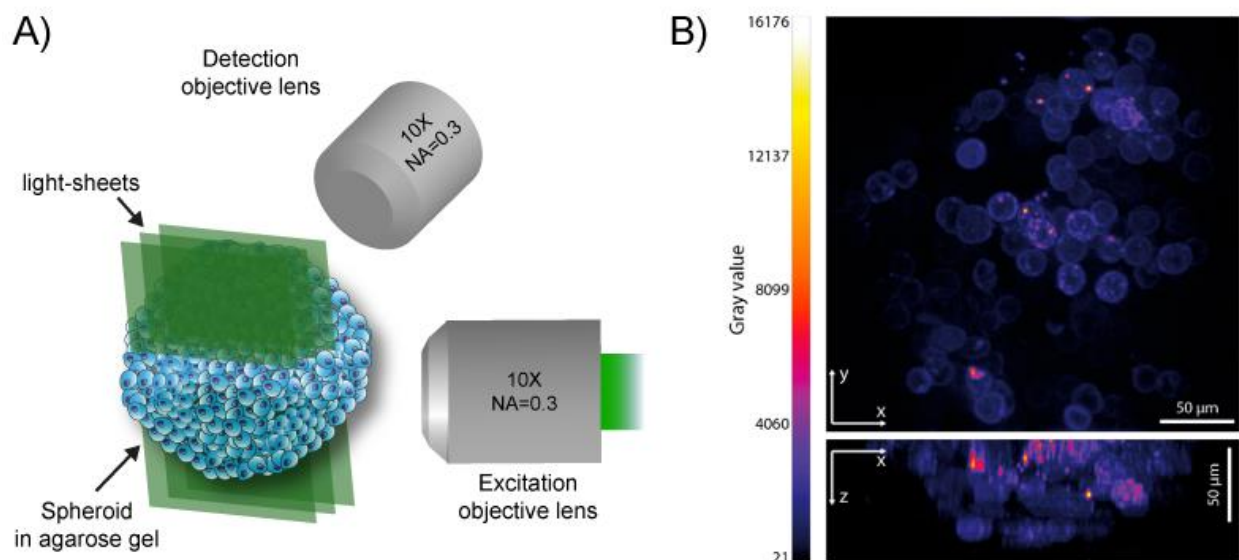 A)
Detection
objective lens
10X
NA=0.3
light-sheets
10X
NA=0.3
Excitation
objective lens
Spheroid
in agarose gel
B)
16176
12137
8099
4060
21
Gray value
y
x
50 µm
x
z
50 µm